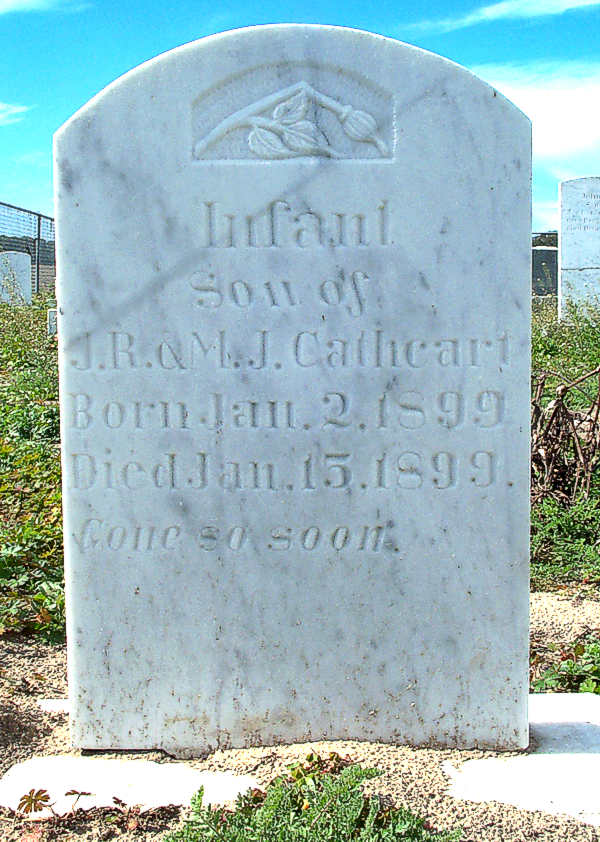 Infant
Son of
J.R. & M.J. Cathcart
Born Jan. 2. 1899
Died Jan. 15. 1899.
Gone so soon.